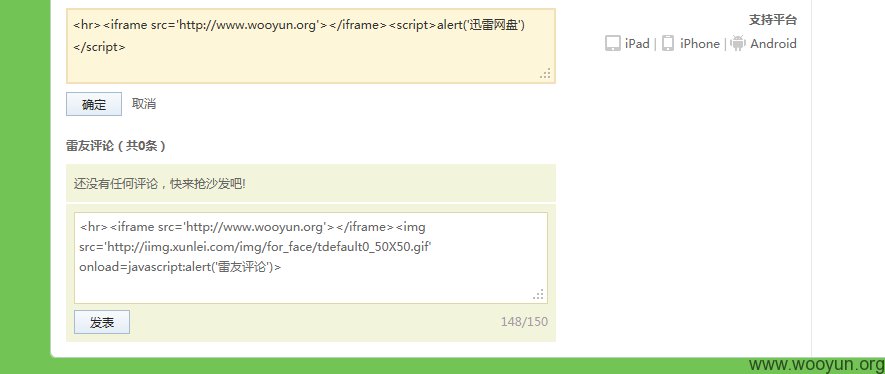 <hr><iframe src='http://www.wooyun.org'></iframe><script>alert('迅雷网盘')
</script>
支持平台
iPad | iPhone | Android
确定 取消
雷友评论（共0条）
还没有任何评论，快来抢沙发吧!
<hr><iframe src='http://www.wooyun.org'></iframe><img
src='http://iimg.xunlei.com/img/for_face/tdefault0_50X50.gif'
onload=javascript:alert('雷友评论')>
发表 148/150
www.wooyun.org